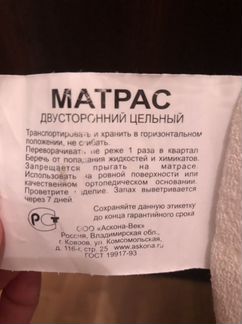 МАТРАС
ДВУСТОРОННИЙ ЦЕЛЬНЫЙ
Транспортировать и хранить в горизонтальном
положении, не сгибать.
Переворачивать не реже 1 раза в квартал
Беречь от попадания жидкостей и химикатов.
Запрещается прыгать на матрасе.
Использовать на ровной поверхности или
качественном ортопедическом основании.
Проветрите изделие. Запах выветривается
через 7 дней.
РСТ
Сохраняйте данную этикетку
до конца гарантийного срока
ООО «Аскона-Век»
Россия, Владимирская обл.,
г. Ковров, ул. Комсомольская,
д. 116-г, стр. 25 www.askona.ru
ГОСТ 19917-93